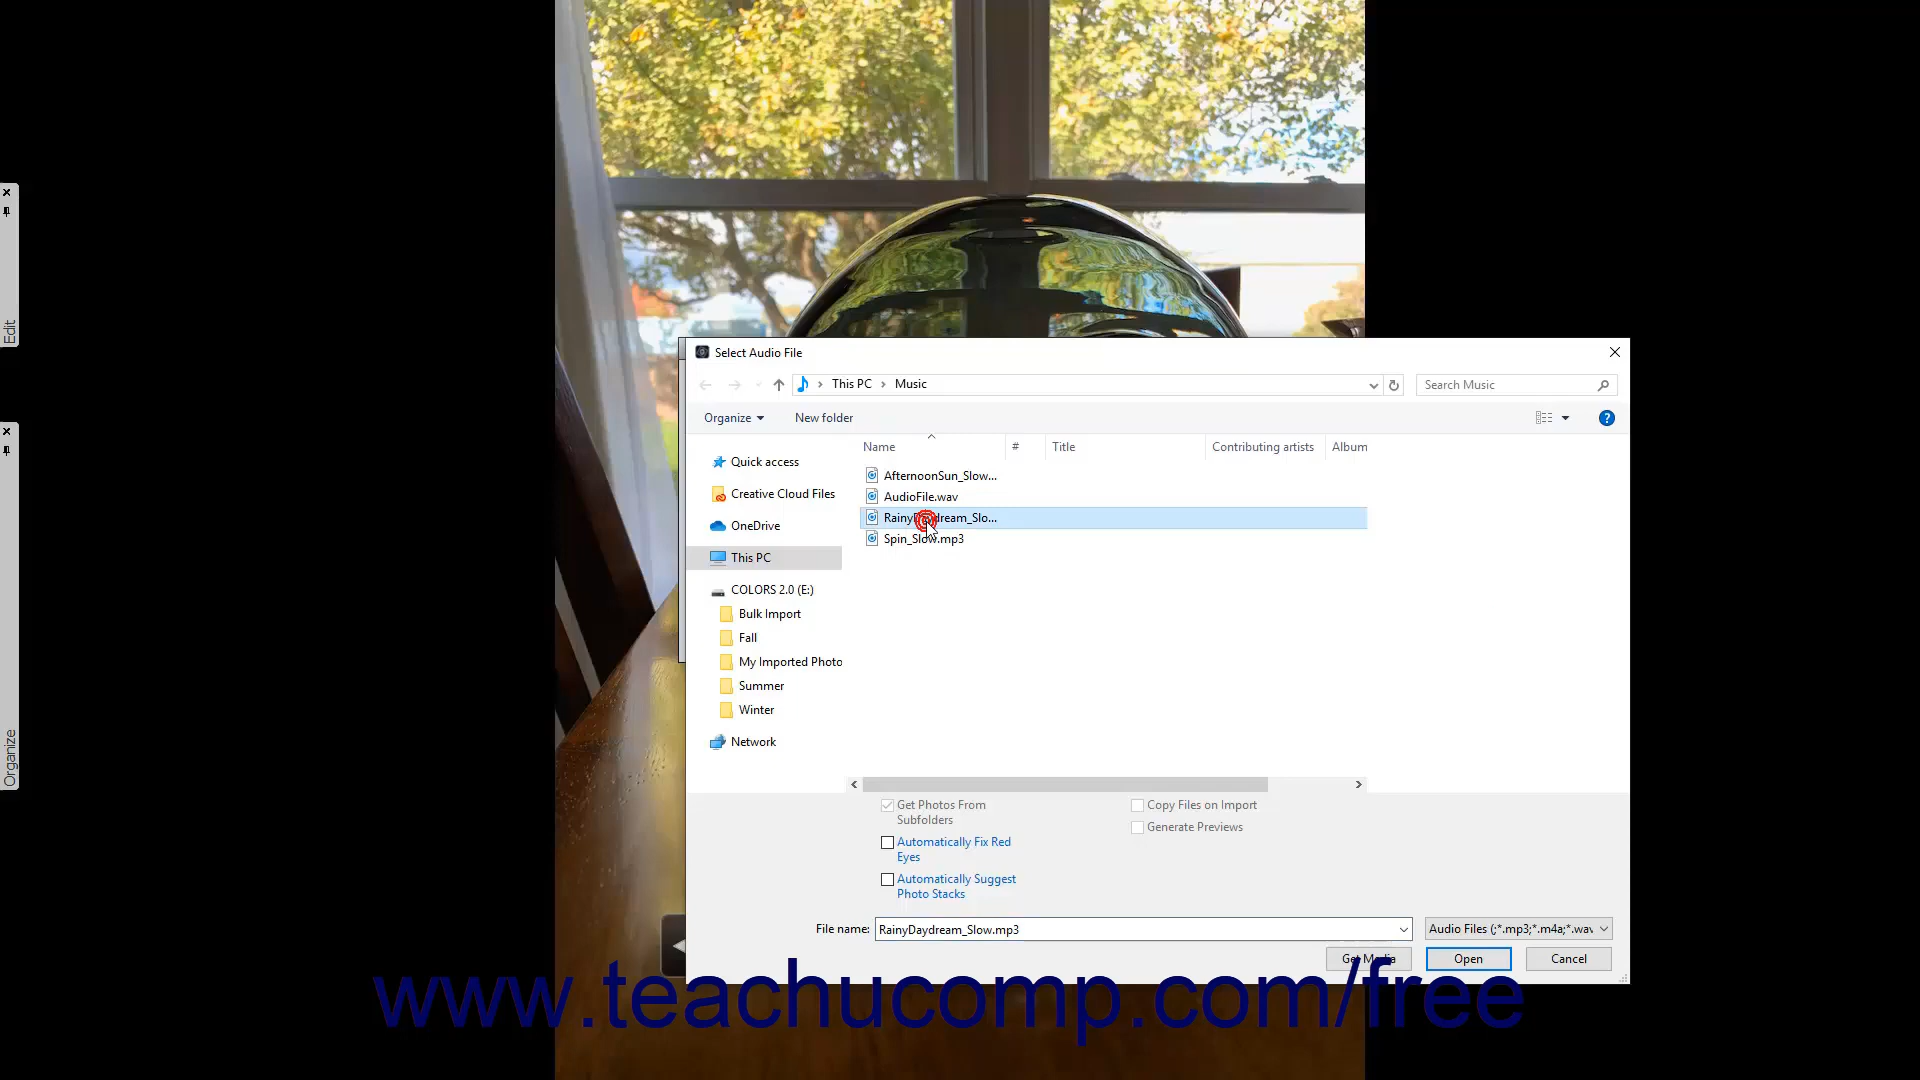 Edit
Organize
Select Audio File
This PC
Music
Search Music
Organize
New folder
Name
#
Title
Contributing artists
Album
Quick access
Creative Cloud Files
OneDrive
This PC
COLORS 2.0 (E:)
Bulk Import
Fall
My Imported Photo
Summer
Winter
Network
AfternoonSun_Slow...
AudioFile.wav
RainyDaydream_Slo...
Spin_Slow.mp3
Get Photos From
Subfolders
Automatically Fix Red
Eyes
Automatically Suggest
Photo Stacks
Copy Files on Import
Generate Previews
File name:
RainyDaydream_Slow.mp3
Audio Files (;*.mp3;*.m4a;*.wav
Get Media
Open
Cancel
www.teachucomp.com/free